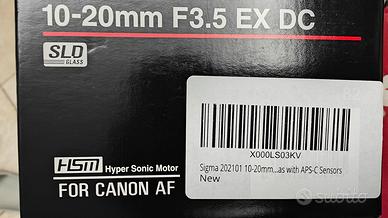 10-20mm F3.5 EX DC
SLD
GLASS
X000LS03KV
Sigma 202101 10-20mm...as with APS-C Sensors
New
HSM Hyper Sonic Motor
FOR CANON AF
subito